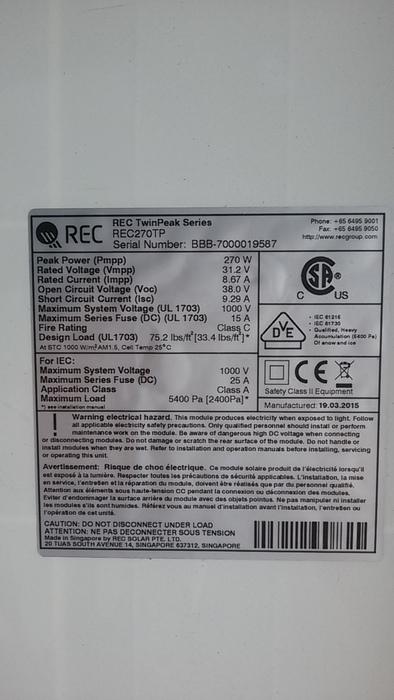 REC
REC TwinPeak Series
REC270TP
Serial Number: BBB-7000019587
Phone: +65 6495 9001
Fax: +65 6495 9050
http://www.recgroup.com
Peak Power (Pmpp) 270 W
Rated Voltage (Vmpp) 31.2 V
Rated Current (Impp) 8.67 A
Open Circuit Voltage (Voc) 38.0 V
Short Circuit Current (Isc) 9.29 A
Maximum System Voltage (UL 1703) 1000 V
Maximum Series Fuse (DC) (UL 1703) 15 A
Fire Rating Class C
Design Load (UL1703) 75.2 lbs/ft² [33.4 lbs/ft²]*
At STC 1000 W/m² AM1.5, Cell Temp 25°C
SA®
C US
DVE
• IEC 61215
• IEC 61730
• Qualified, Heavy
Accumulation (5400 Pa)
Of snow and ice
For IEC:
Maximum System Voltage 1000 V
Maximum Series Fuse (DC) 25 A
Application Class Class A
Maximum Load 5400 Pa [2400Pa]*
*) see installation manual
CE
Safety Class II Equipment
Manufactured: 19.03.2015
! Warning electrical hazard. This module produces electricity when exposed to light. Follow
all applicable electricity safety precautions. Only qualified personnel should install or perform
maintenance work on the module. Be aware of dangerous high DC voltage when connecting
or disconnecting modules. Do not damage or scratch the rear surface of the module. Do not handle or
install modules when they are wet. Refer to installation and operation manuals before installing, servicing
or operating this unit.
Avertissement: Risque de choc électrique. Ce module solaire produit de l'électricité lorsqu'il
est exposé à la lumière. Respecter toutes les précautions de sécurité applicables. L'installation, la mise
en service, l'entretien et la réparation du module, doivent être réalisés que par du personnel qualifié.
Attention aux éléments sous haute-tension CC pendant la connexion ou déconnexion des modules.
Eviter d'endommager la surface arrière du module avec des objets pointus. Ne pas manipuler ni installer
les modules s'ils sont humides. Référez vous au manuel d'installation avant l'installation, l'entretien ou
l'opération de cet unité.
CAUTION: DO NOT DISCONNECT UNDER LOAD
ATTENTION: NE PAS DECONNECTER SOUS TENSION
Made in Singapore by REC SOLAR PTE. LTD.
20 TUAS SOUTH AVENUE 14, SINGAPORE 637312, SINGAPORE